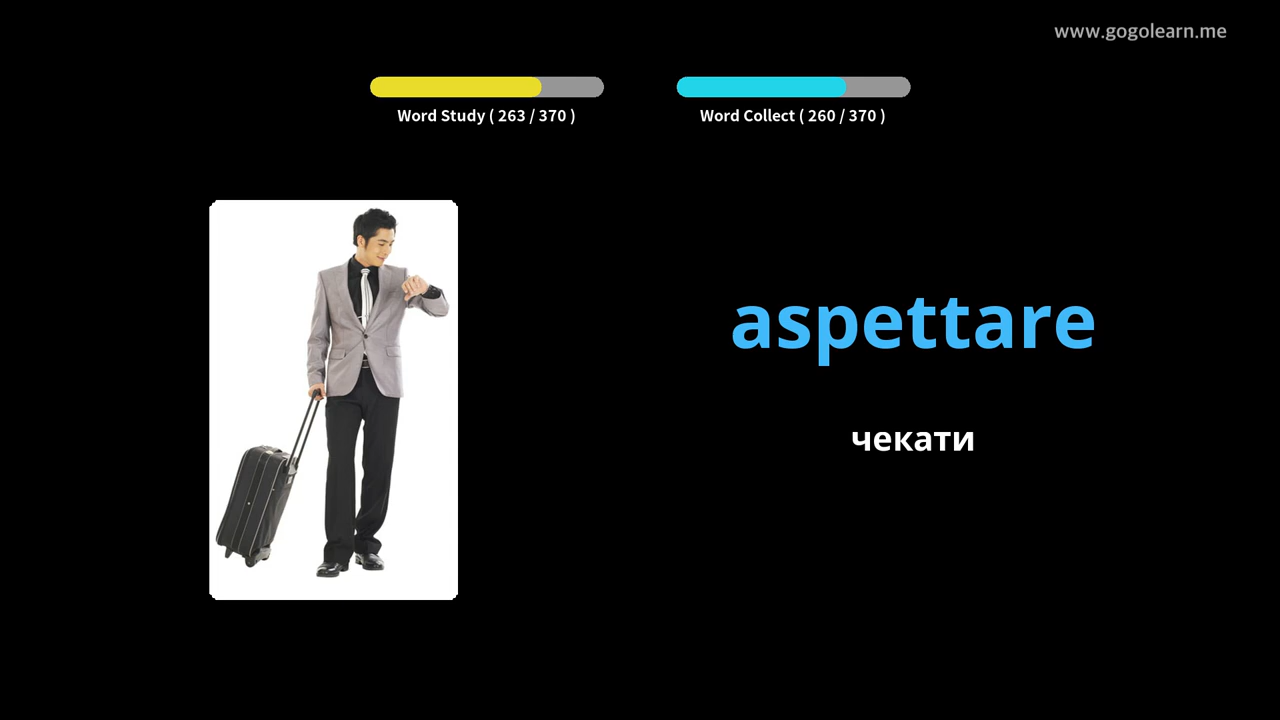 www.gogolearn.me
Word Study ( 263 / 370 )
Word Collect ( 260 / 370 )
aspettare
чекати